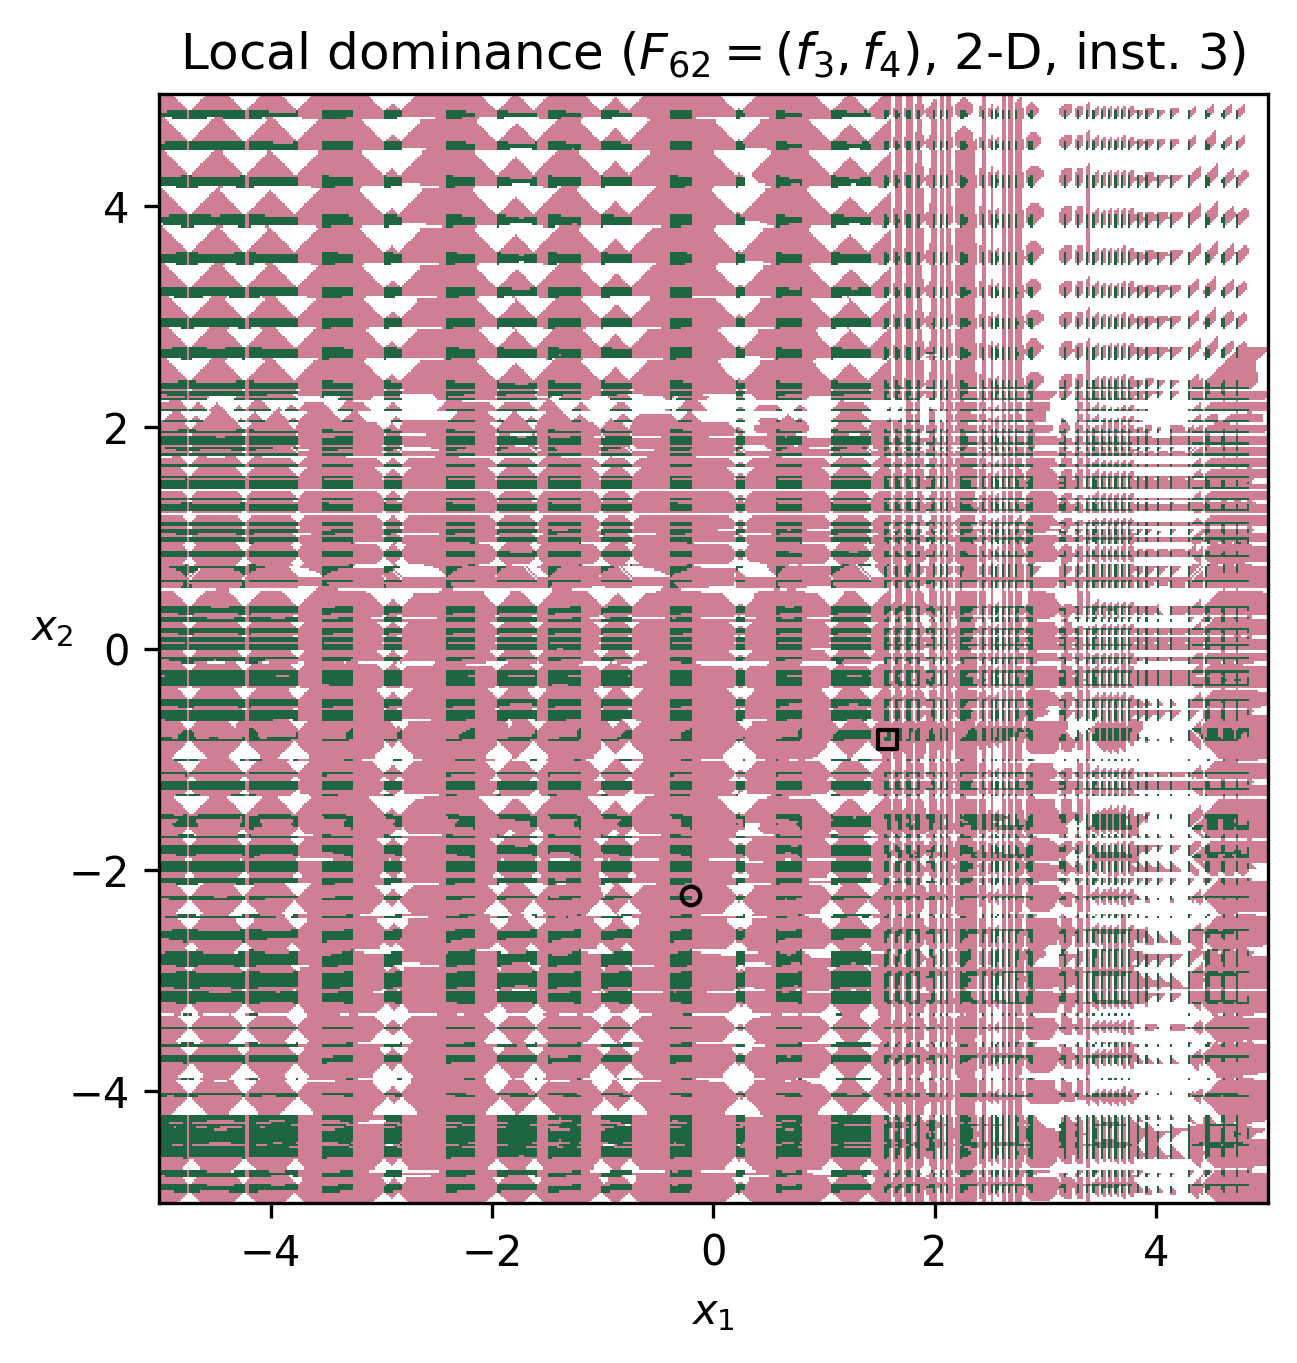 Local dominance (F₆₂ = (f₃, f₄), 2-D, inst. 3)
4
2
x₂
0
−2
−4
−4 −2 0 2 4
x₁